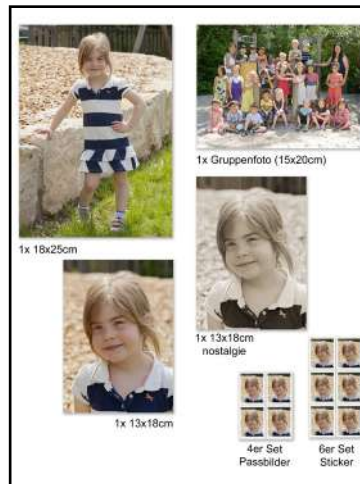 1x Gruppenfoto (15x20cm)
1x 18x25cm
1x 13x18cm
nostalgie
1x 13x18cm
4er Set
Passbilder
6er Set
Sticker